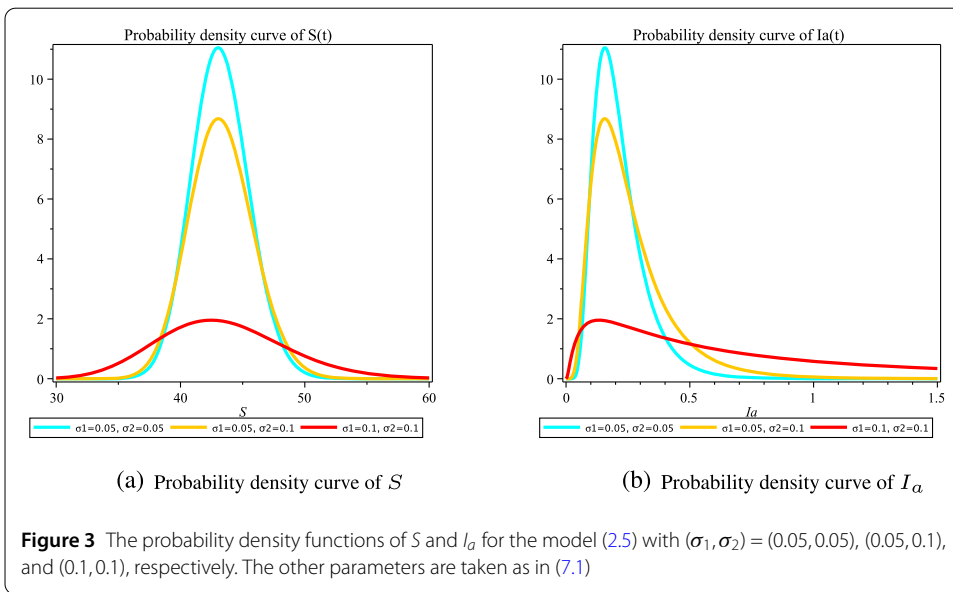 Probability density curve of S(t)
10
8
6
4
2
0
30
40
50
60
S
σ1=0.05, σ2=0.05
σ1=0.05, σ2=0.1
σ1=0.1, σ2=0.1
(a) Probability density curve of S
Probability density curve of Ia(t)
10
8
6
4
2
0
0
0.5
1
1.5
Ia
σ1=0.05, σ2=0.05
σ1=0.05, σ2=0.1
σ1=0.1, σ2=0.1
(b) Probability density curve of Iₐ
Figure 3 The probability density functions of S and Iₐ for the model (2.5) with (σ₁, σ₂) = (0.05, 0.05), (0.05, 0.1),
and (0.1, 0.1), respectively. The other parameters are taken as in (7.1)